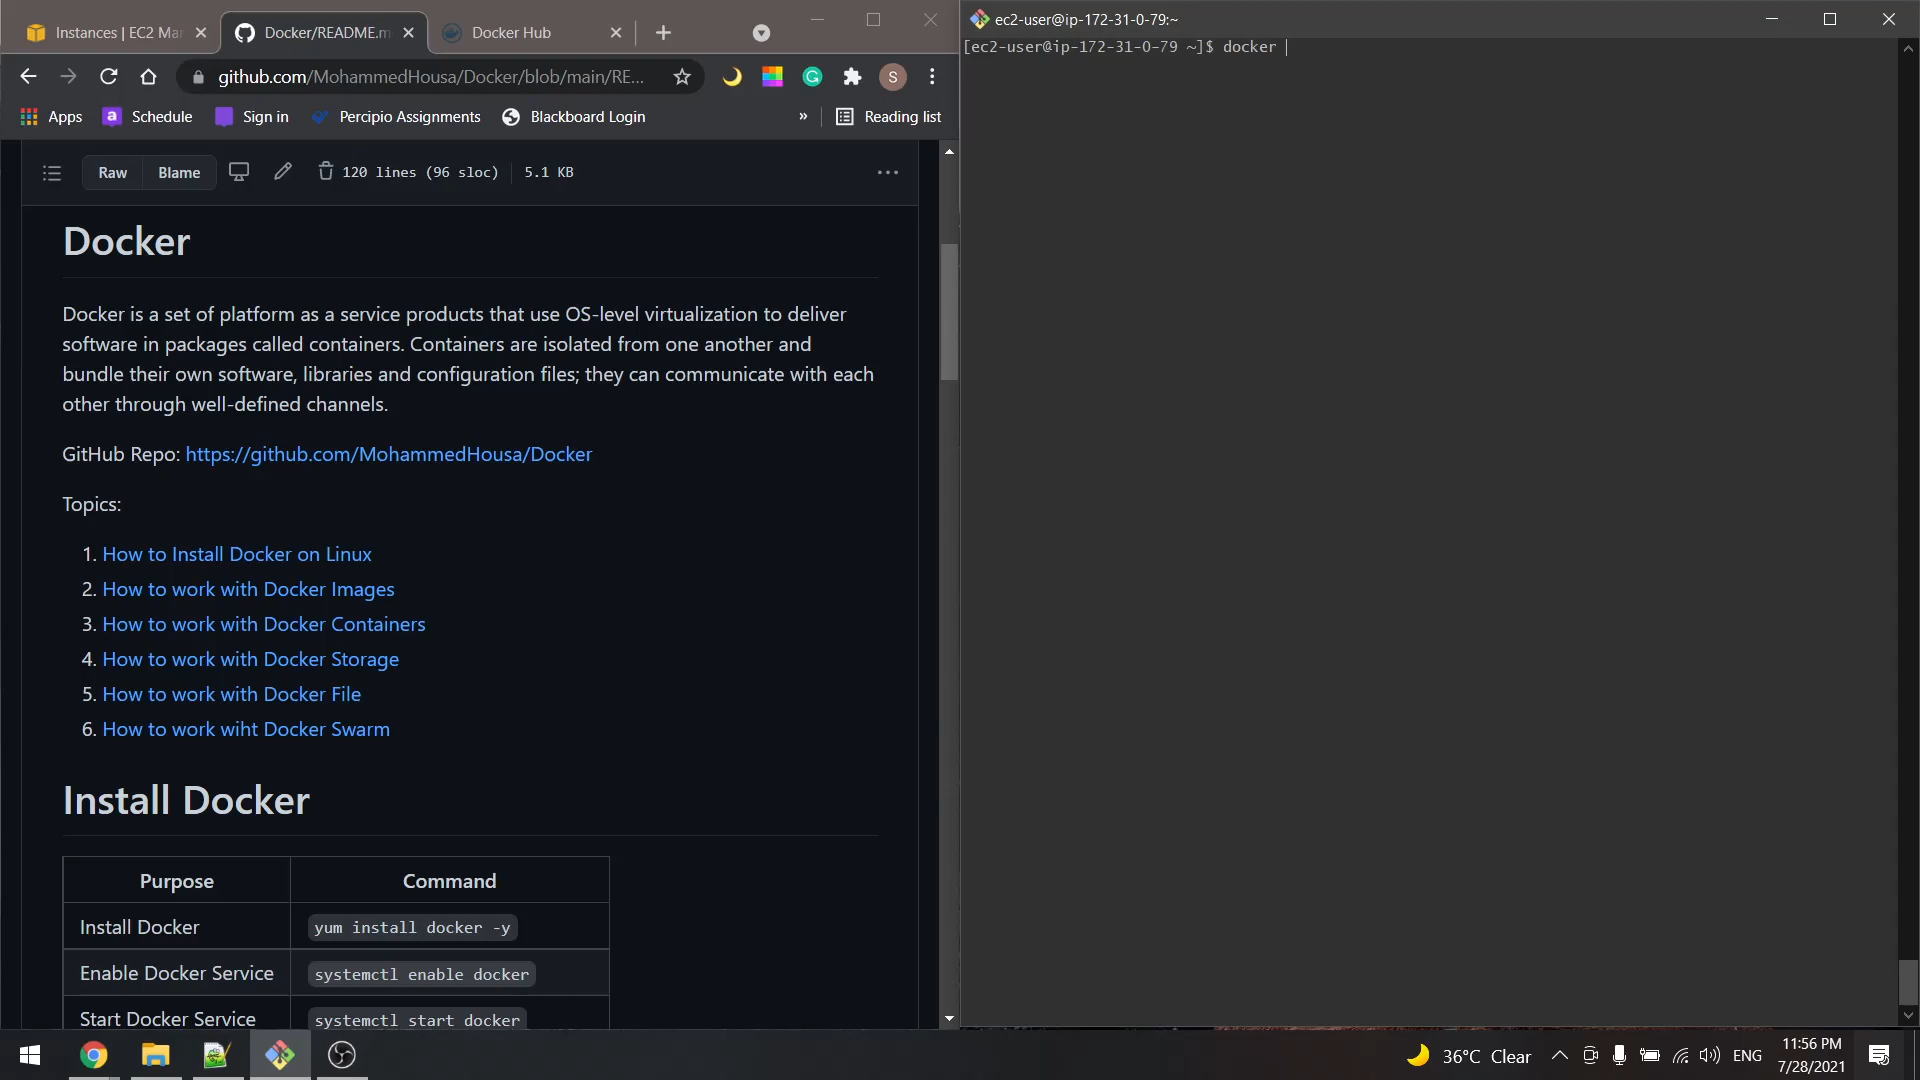 Instances | EC2 Mar
Docker/README.m
Docker Hub
ec2-user@ip-172-31-0-79:~
[ec2-user@ip-172-31-0-79 ~]$ docker
github.com/MohammedHousa/Docker/blob/main/RE...
S
Apps
Schedule
Sign in
Percipio Assignments
Blackboard Login
»
Reading list
Raw
Blame
120 lines (96 sloc)
5.1 KB
Docker
Docker is a set of platform as a service products that use OS-level virtualization to deliver
software in packages called containers. Containers are isolated from one another and
bundle their own software, libraries and configuration files; they can communicate with each
other through well-defined channels.
GitHub Repo: https://github.com/MohammedHousa/Docker
Topics:
1. How to Install Docker on Linux
2. How to work with Docker Images
3. How to work with Docker Containers
4. How to work with Docker Storage
5. How to work with Docker File
6. How to work wiht Docker Swarm
Install Docker
Purpose Command
Install Docker yum install docker -y
Enable Docker Service systemctl enable docker
Start Docker Service systemctl start docker
36°C Clear
ENG
11:56 PM
7/28/2021